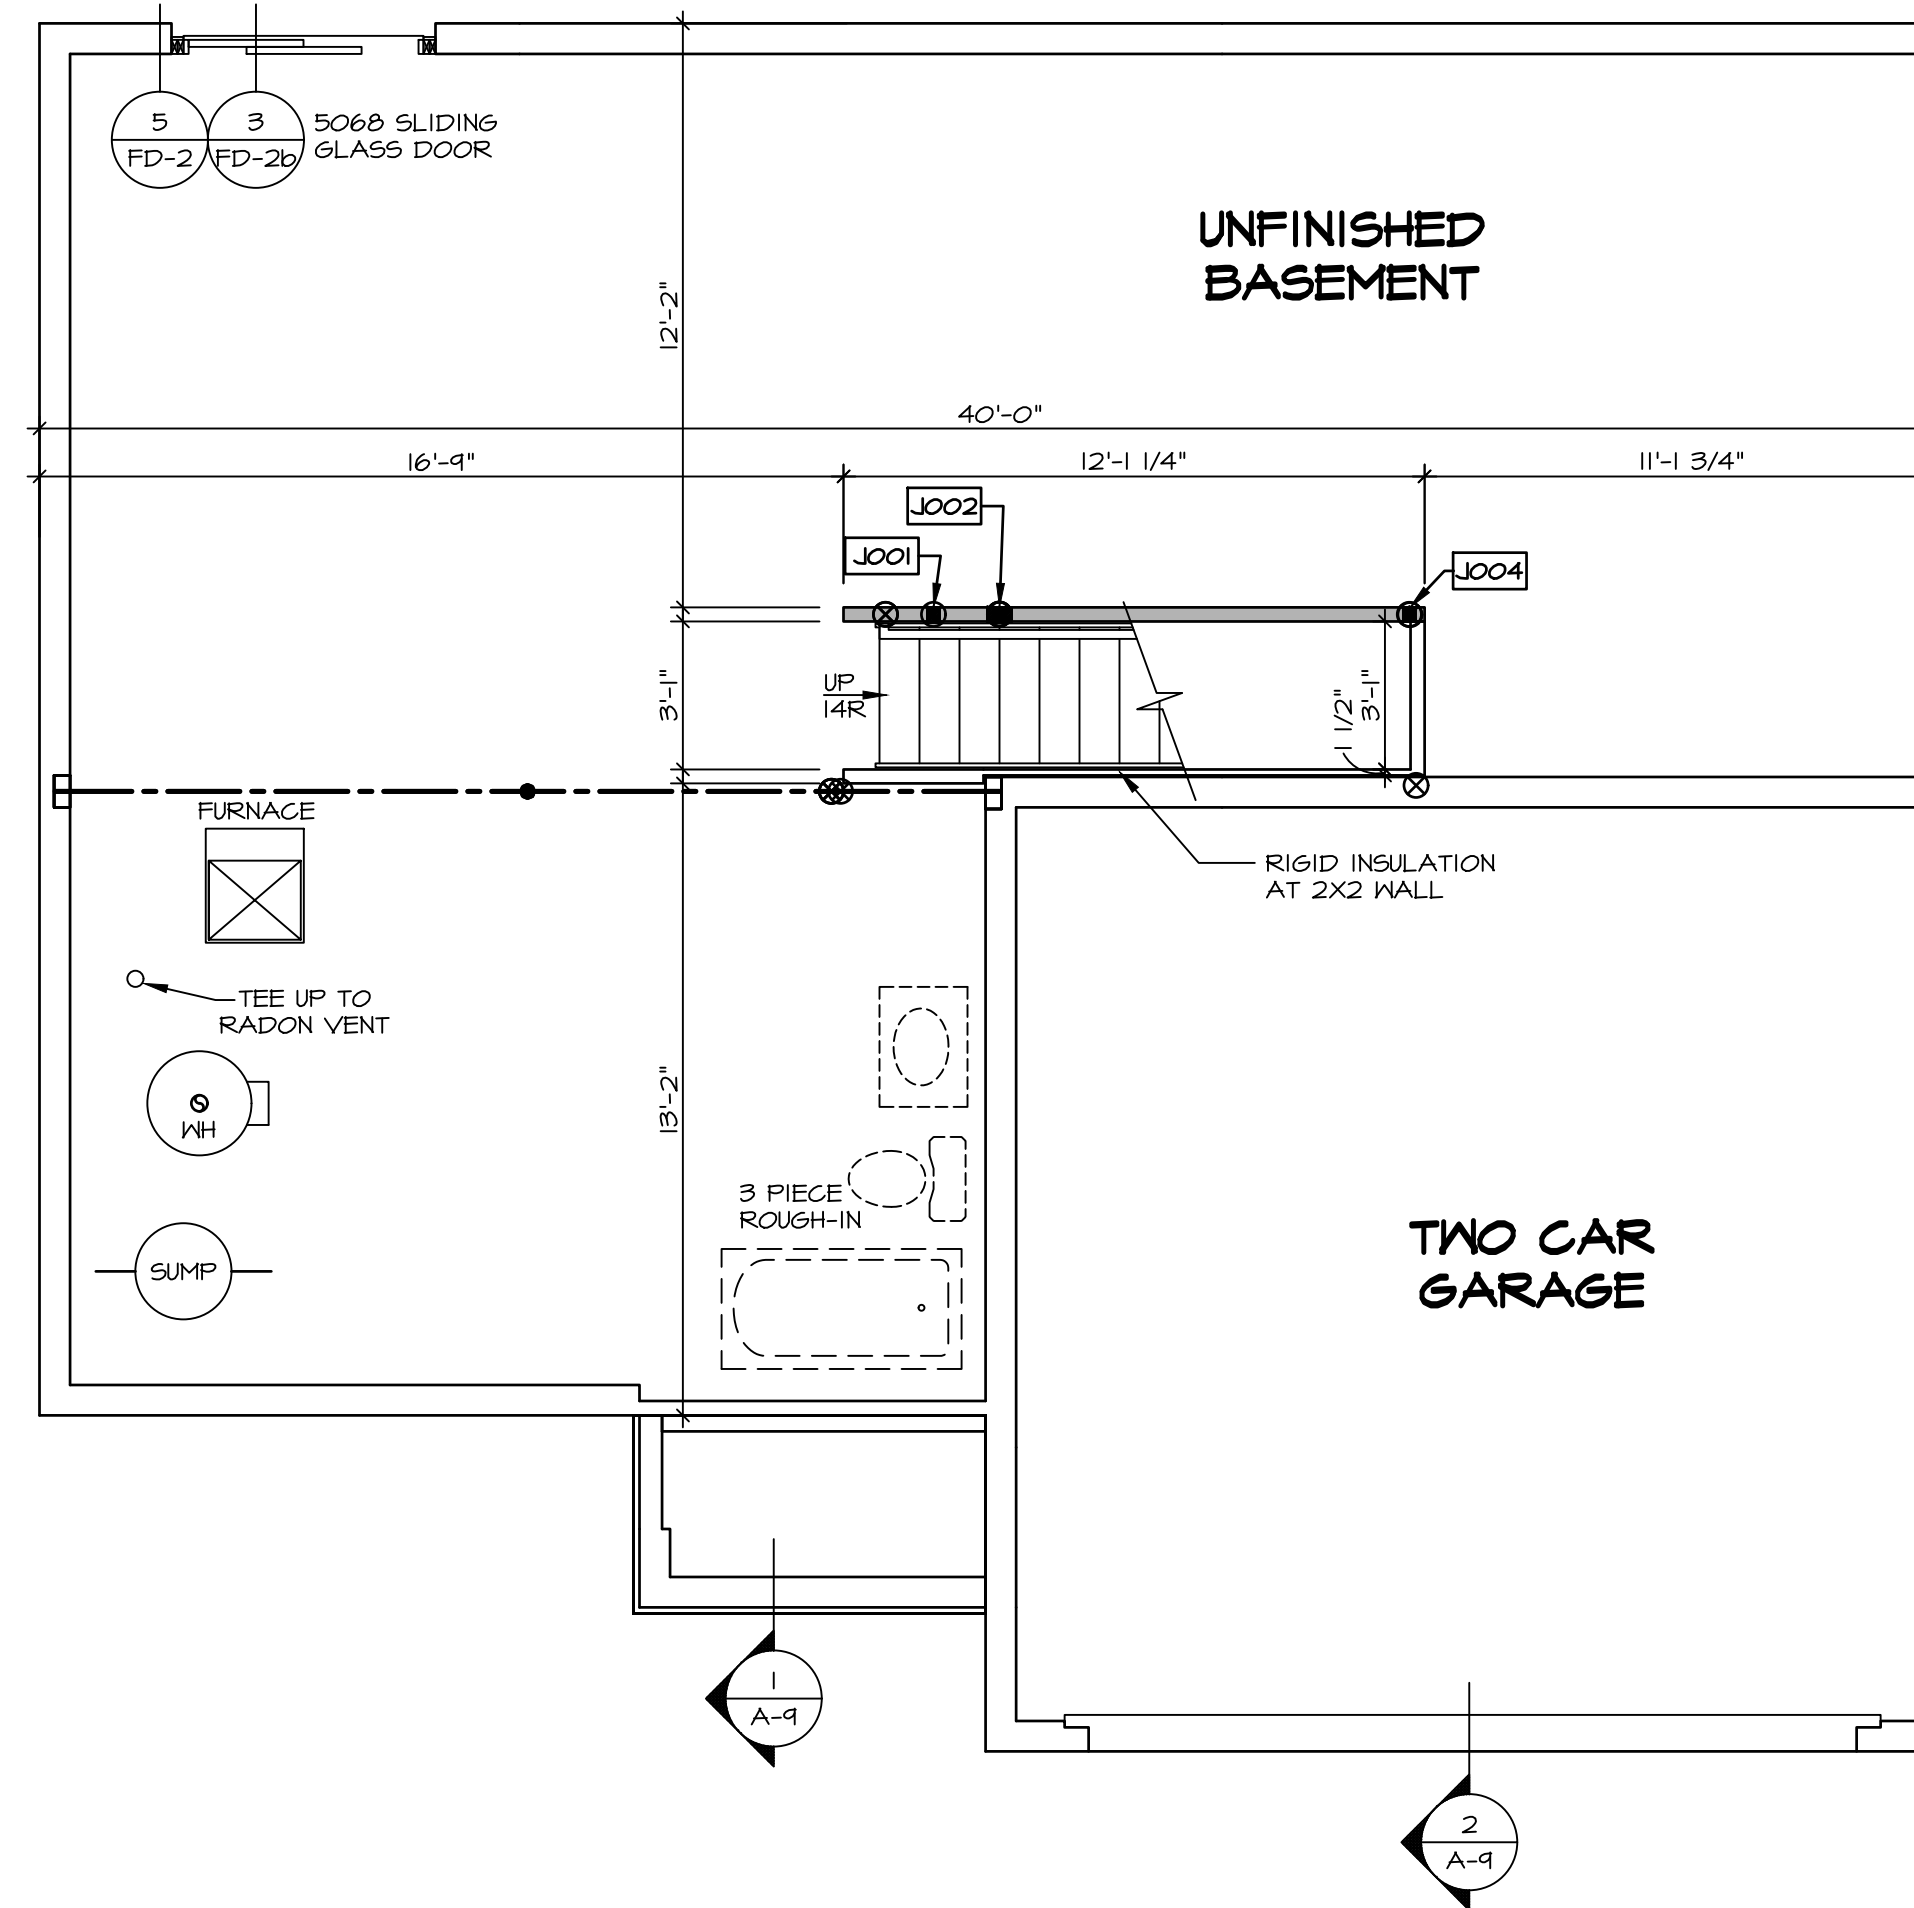 5
FD-2
3
FD-2b
5068 SLIDING
GLASS DOOR
UNFINISHED
BASEMENT
12'-2"
40'-0"
16'-9"
12'-1 1/4"
11'-1 3/4"
J002
J001
J004
UP
14R
3'-1"
1 1/2"
3'-1"
FURNACE
RIGID INSULATION
AT 2X2 WALL
TEE UP TO
RADON VENT
WH
13'-2"
3 PIECE
ROUGH-IN
SUMP
TWO CAR
GARAGE
1
A-9
2
A-9